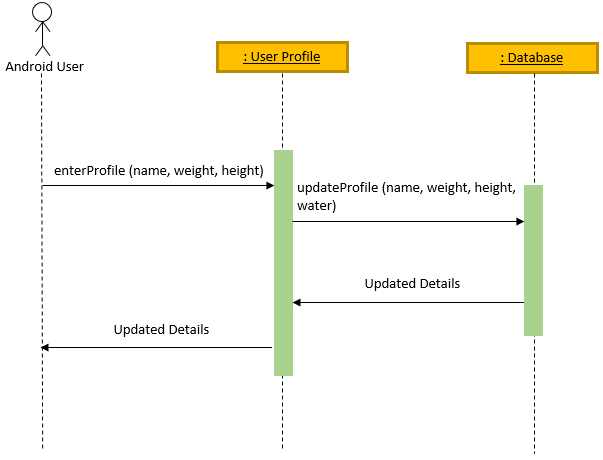 Android User
: User Profile
: Database
enterProfile (name, weight, height)
updateProfile (name, weight, height,
water)
Updated Details
Updated Details